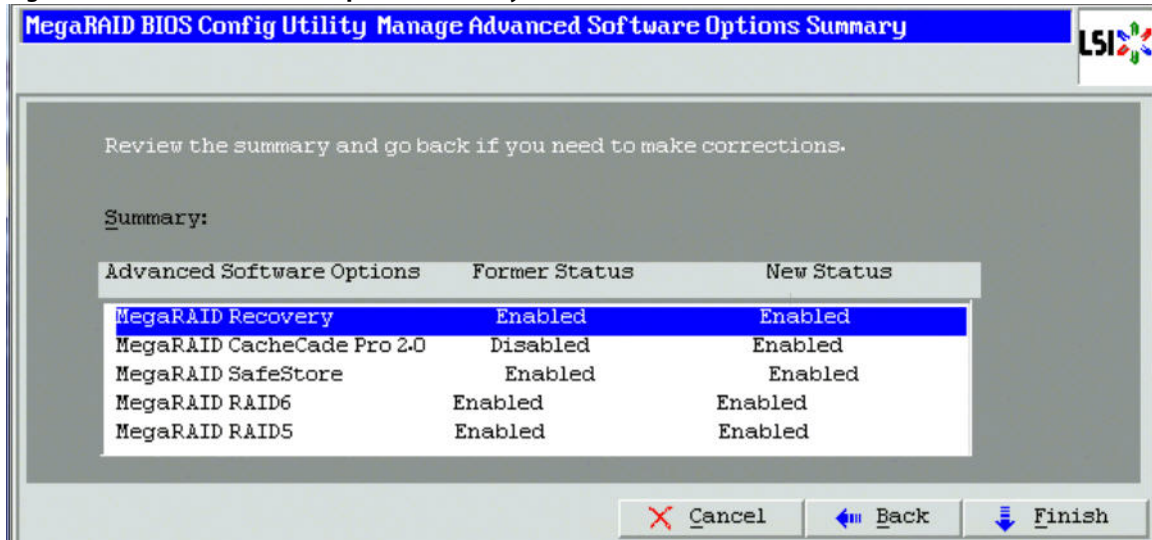 MegaRAID BIOS Config Utility Manage Advanced Software Options Summary
LSI
Review the summary and go back if you need to make corrections.
Summary:
Advanced Software Options Former Status New Status
MegaRAID Recovery Enabled Enabled
MegaRAID CacheCade Pro 2.0 Disabled Enabled
MegaRAID SafeStore Enabled Enabled
MegaRAID RAID6 Enabled Enabled
MegaRAID RAID5 Enabled Enabled
Cancel Back Finish